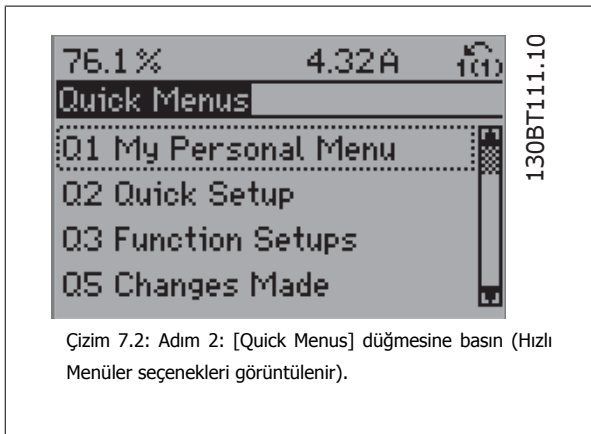 76.1% 4.32A 1(1)
Quick Menus
Q1 My Personal Menu
Q2 Quick Setup
Q3 Function Setups
Q5 Changes Made
130BT111.10
Çizim 7.2: Adım 2: [Quick Menus] düğmesine basın (Hızlı
Menüler seçenekleri görüntülenir).